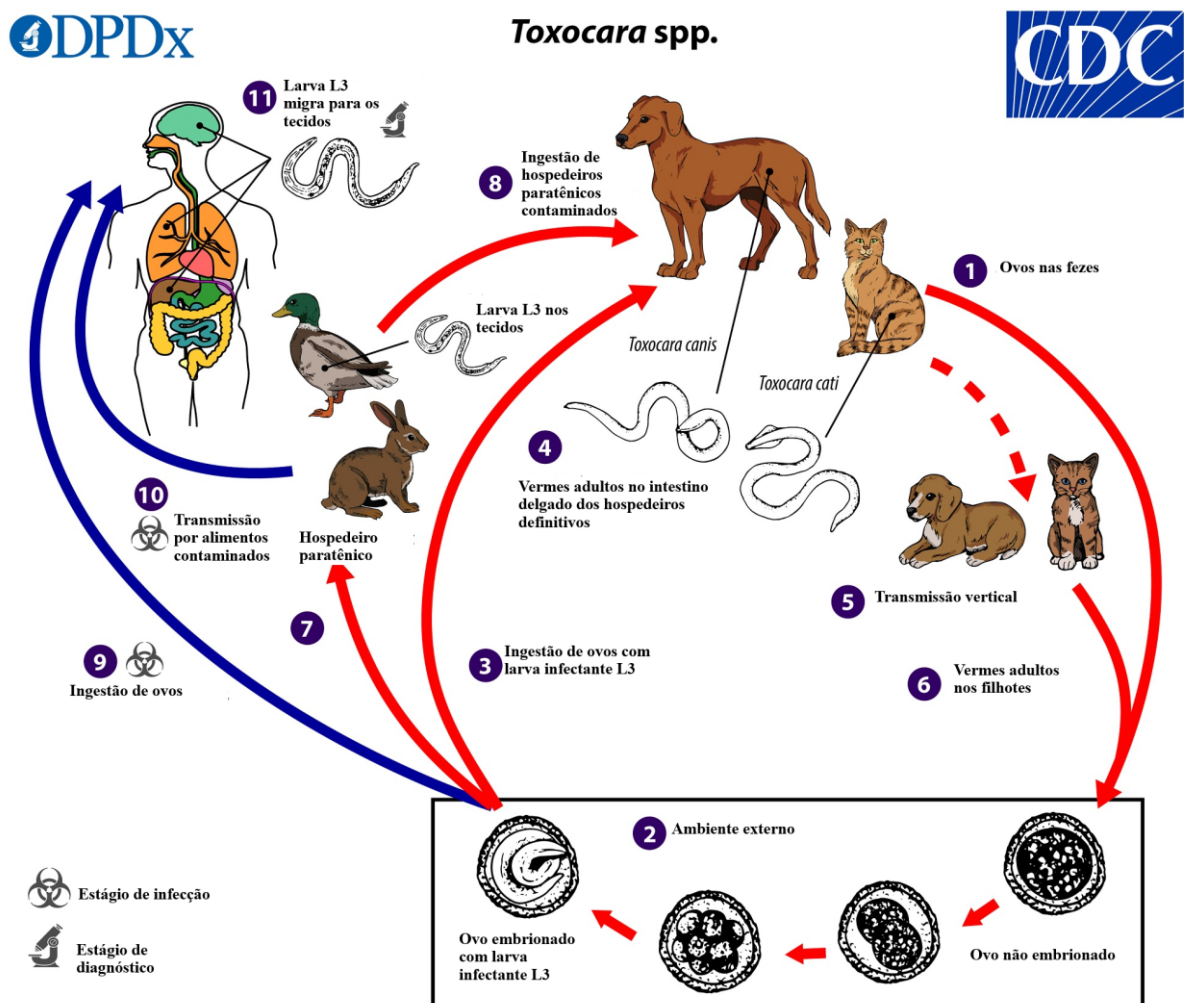 DPDx
Toxocara spp.
CDC
11
Larva L3
migra para os
tecidos
8
Ingestão de
hospedeiros
paratênicos
contaminados
1
Ovos nas fezes
Larva L3 nos
tecidos
Toxocara canis
Toxocara cati
4
Vermes adultos no intestino
delgado dos hospedeiros
definitivos
10
Transmissão
por alimentos
contaminados
Hospedeiro
paratênico
5
Transmissão vertical
7
3
Ingestão de ovos com
larva infectante L3
9
Ingestão de ovos
6
Vermes adultos
nos filhotes
2
Ambiente externo
Estágio de infecção
Estágio de
diagnóstico
Ovo embrionado
com larva
infectante L3
Ovo não embrionado